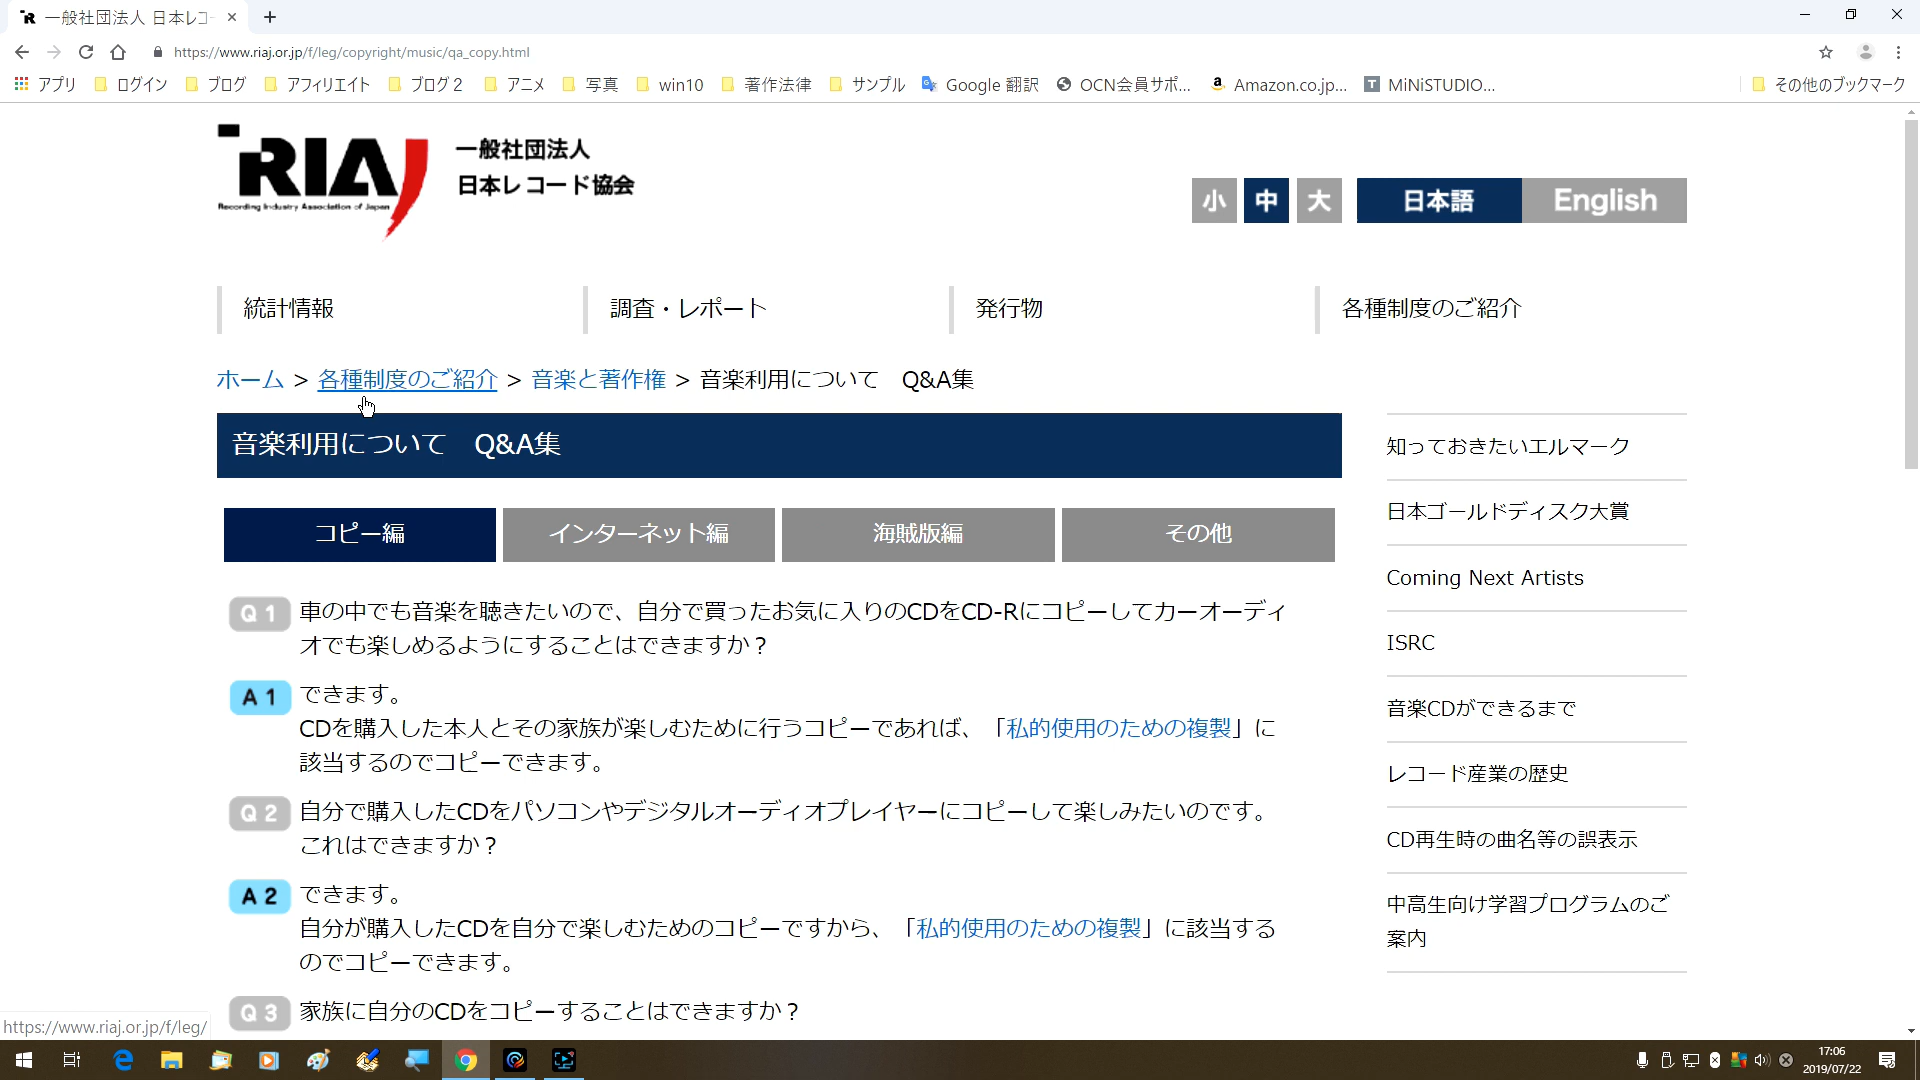 一般社団法人 日本レコ
https://www.riaj.or.jp/f/leg/copyright/music/qa_copy.html
アプリ ログイン ブログ アフィリエイト ブログ２ アニメ 写真 win10 著作法律 サンプル Google 翻訳 OCN会員サポ... Amazon.co.jp... MiNiSTUDIO... その他のブックマーク
RIAJ
Recording Industry Association of Japan
一般社団法人
日本レコード協会
小 中 大 日本語 English
統計情報 調査・レポート 発行物 各種制度のご紹介
ホーム > 各種制度のご紹介 > 音楽と著作権 > 音楽利用について　Q&A集
音楽利用について　Q&A集
コピー編 インターネット編 海賊版編 その他
Q 1 車の中でも音楽を聴きたいので、自分で買ったお気に入りのCDをCD-Rにコピーしてカーオーディ
オでも楽しめるようにすることはできますか？
A 1 できます。
CDを購入した本人とその家族が楽しむために行うコピーであれば、「私的使用のための複製」に
該当するのでコピーできます。
Q 2 自分で購入したCDをパソコンやデジタルオーディオプレイヤーにコピーして楽しみたいのです。
これはできますか？
A 2 できます。
自分が購入したCDを自分で楽しむためのコピーですから、「私的使用のための複製」に該当する
のでコピーできます。
Q 3 家族に自分のCDをコピーすることはできますか？
知っておきたいエルマーク
日本ゴールドディスク大賞
Coming Next Artists
ISRC
音楽CDができるまで
レコード産業の歴史
CD再生時の曲名等の誤表示
中高生向け学習プログラムのご
案内
https://www.riaj.or.jp/f/leg/
17:06
2019/07/22